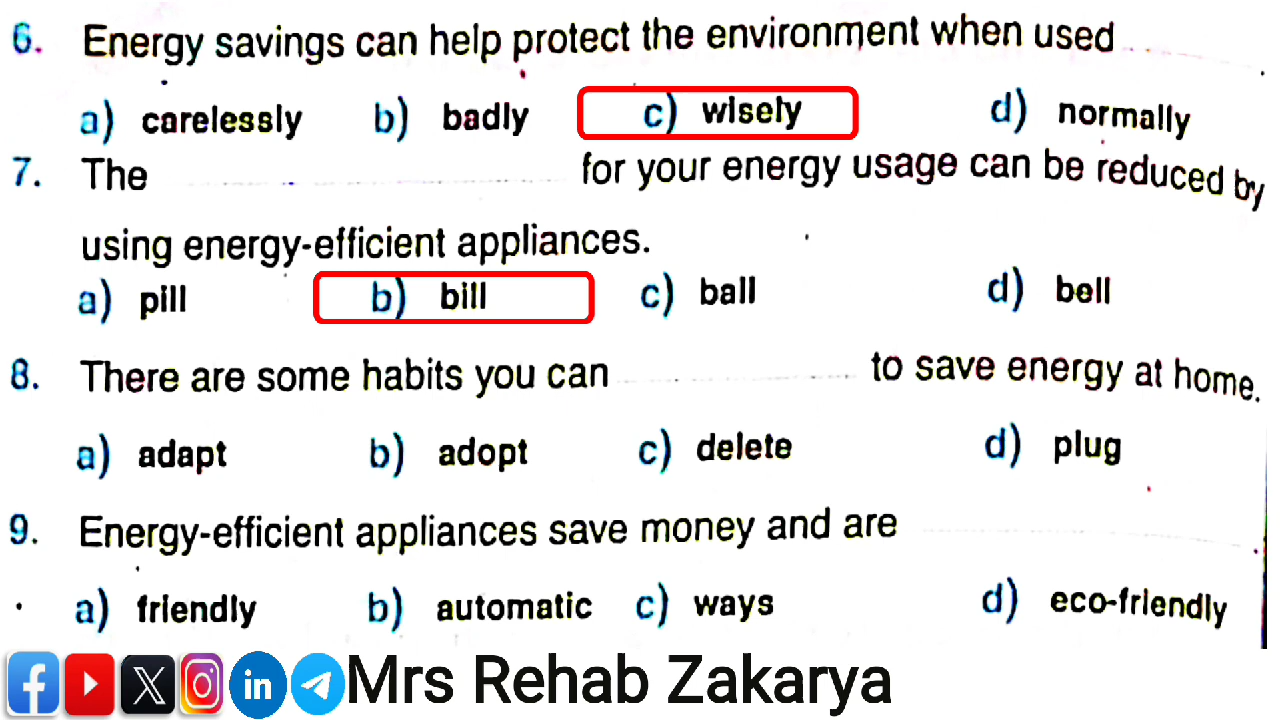 6. Energy savings can help protect the environment when used
a) carelessly b) badly c) wisely d) normally
7. The for your energy usage can be reduced by
using energy-efficient appliances.
a) pill b) bill c) ball d) bell
8. There are some habits you can to save energy at home.
a) adapt b) adopt c) delete d) plug
9. Energy-efficient appliances save money and are
a) friendly b) automatic c) ways d) eco-friendly
Mrs Rehab Zakarya